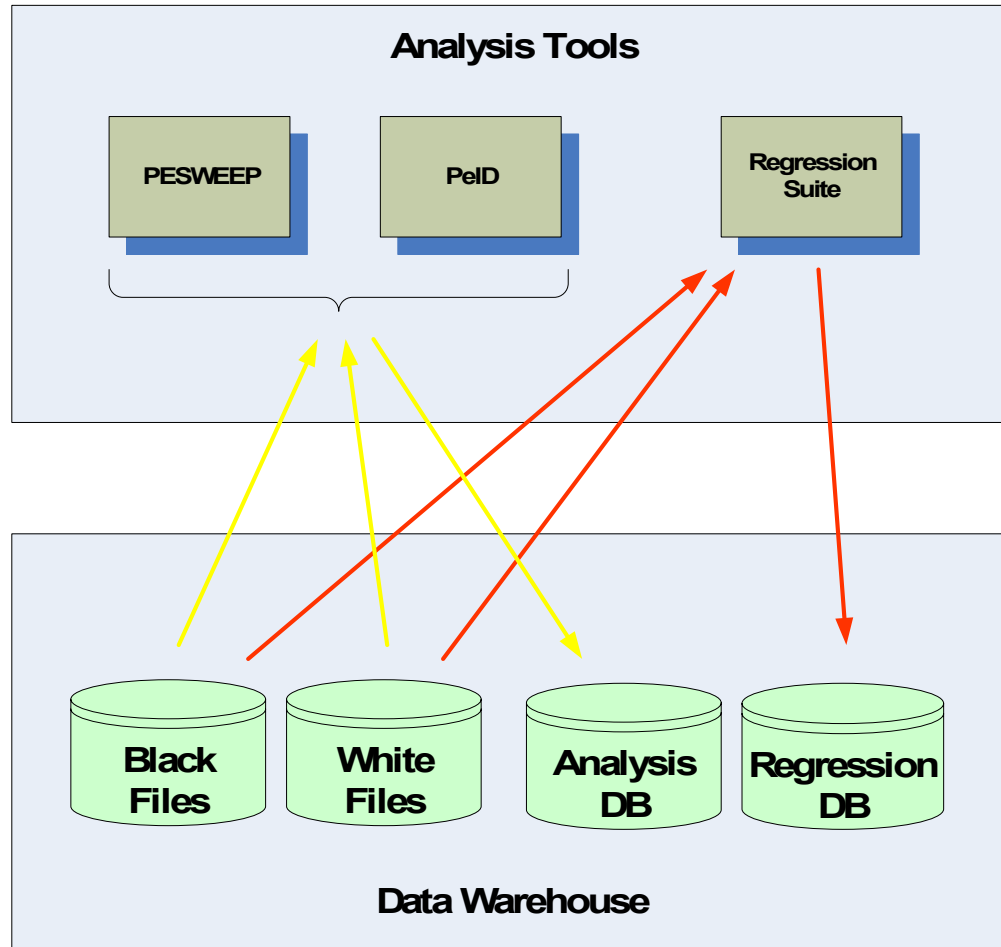 Analysis Tools
PESWEEP
PeID
Regression
Suite
Black
Files
White
Files
Analysis
DB
Regression
DB
Data Warehouse